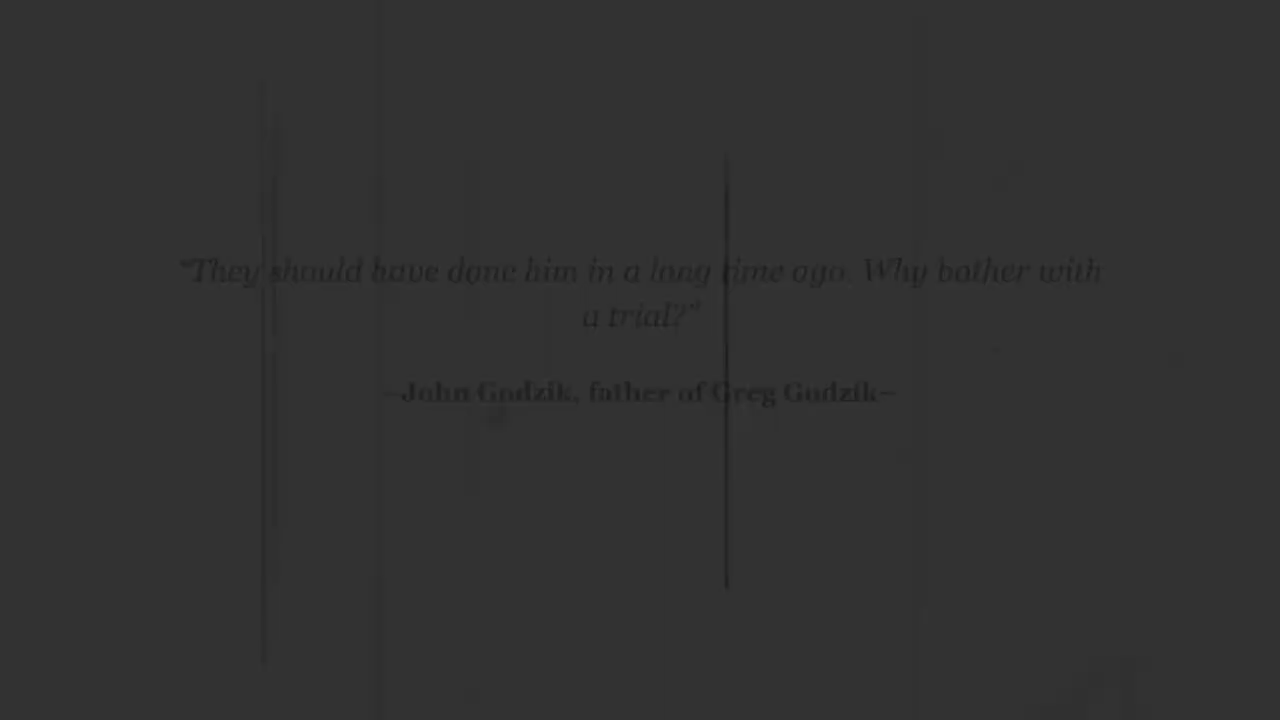 "They should have done him in a long time ago. Why bother with
a trial?"
–John Godzik, father of Greg Godzik–